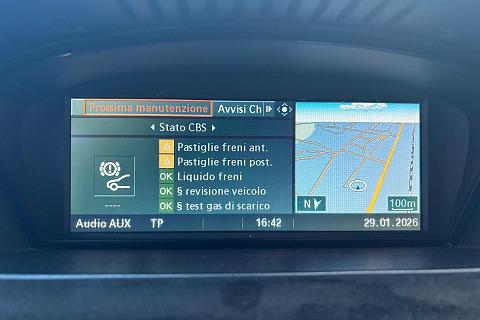 Prossima manutenzione Avvisi Ch
Stato CBS
Pastiglie freni ant.
Pastiglie freni post.
OK Liquido freni
OK § revisione veicolo
---- OK § test gas di scarico
N 100m
Audio AUX TP 16:42 29.01.2026